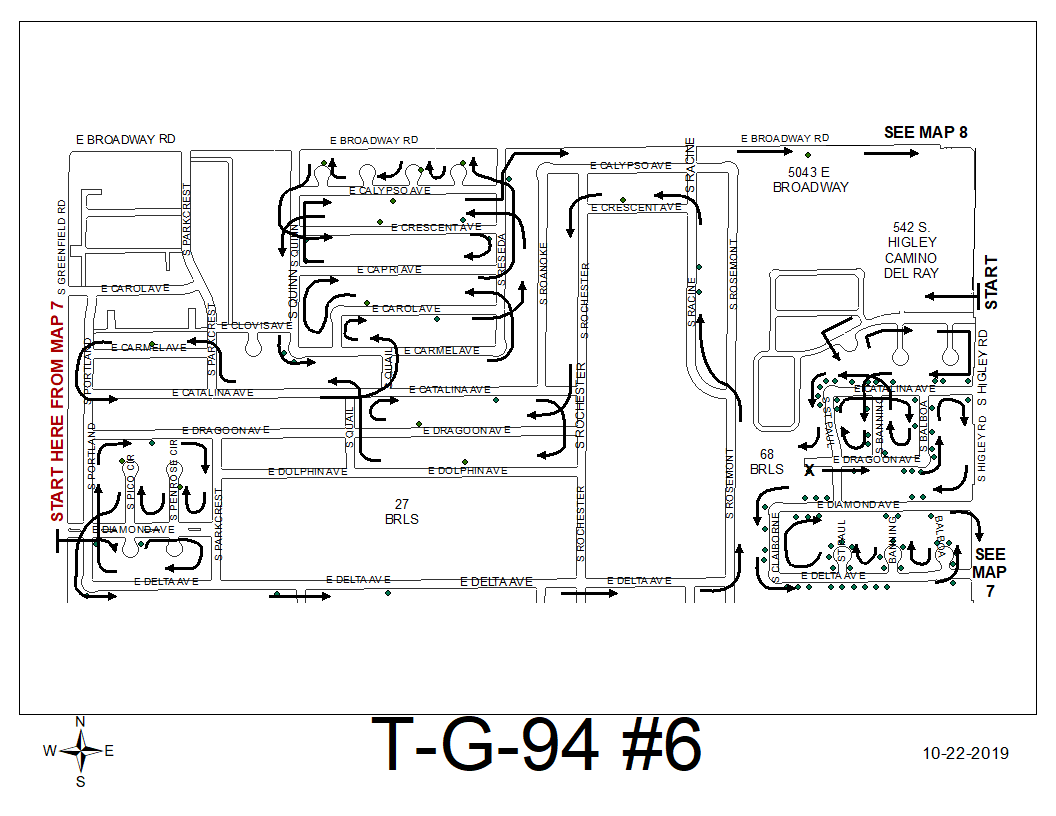 E BROADWAY RD
E BROADWAY RD
E BROADWAY RD
SEE MAP 8
5043 E
BROADWAY
E CALYPSO AVE
E CALYPSO AVE
E CRESCENT AVE
E CRESCENT AVE
S GREENFIELD RD
S PARKCREST
S QUINN
S QUINN
S RESEDA
S ROANOKE
S ROCHESTER
S RACINE
S RACINE
S ROSEMONT
542 S.
HIGLEY
CAMINO
DEL RAY
START
E CAPRI AVE
E CAROL AVE
E CAROL AVE
E CLOVIS AVE
E CARMEL AVE
E CARMEL AVE
S PORTLAND
S PARKCREST
S QUAIL
S HIGLEY RD
START HERE FROM MAP 7
E CATALINA AVE
E CATALINA AVE
E CATALINA AVE
S ROCHESTER
S ST PAUL
S BANNING
S BALBOA
S HIGLEY RD
E DRAGOON AVE
E DRAGOON AVE
E DRAGOON AVE
S QUAIL
S PORTLAND
S PICO CIR
S PENROSE CIR
68
BRLS
X
E DOLPHIN AVE
E DOLPHIN AVE
S PARKCREST
27
BRLS
S ROCHESTER
S ROSEMONT
E DIAMOND AVE
E DIAMOND AVE
S CLAIBORNE
ST PAUL
BANNING
BALBOA
SEE
MAP
7
E DELTA AVE
E DELTA AVE
E DELTA AVE
E DELTA AVE
E DELTA AVE
N
W
E
S
T-G-94 #6
10-22-2019